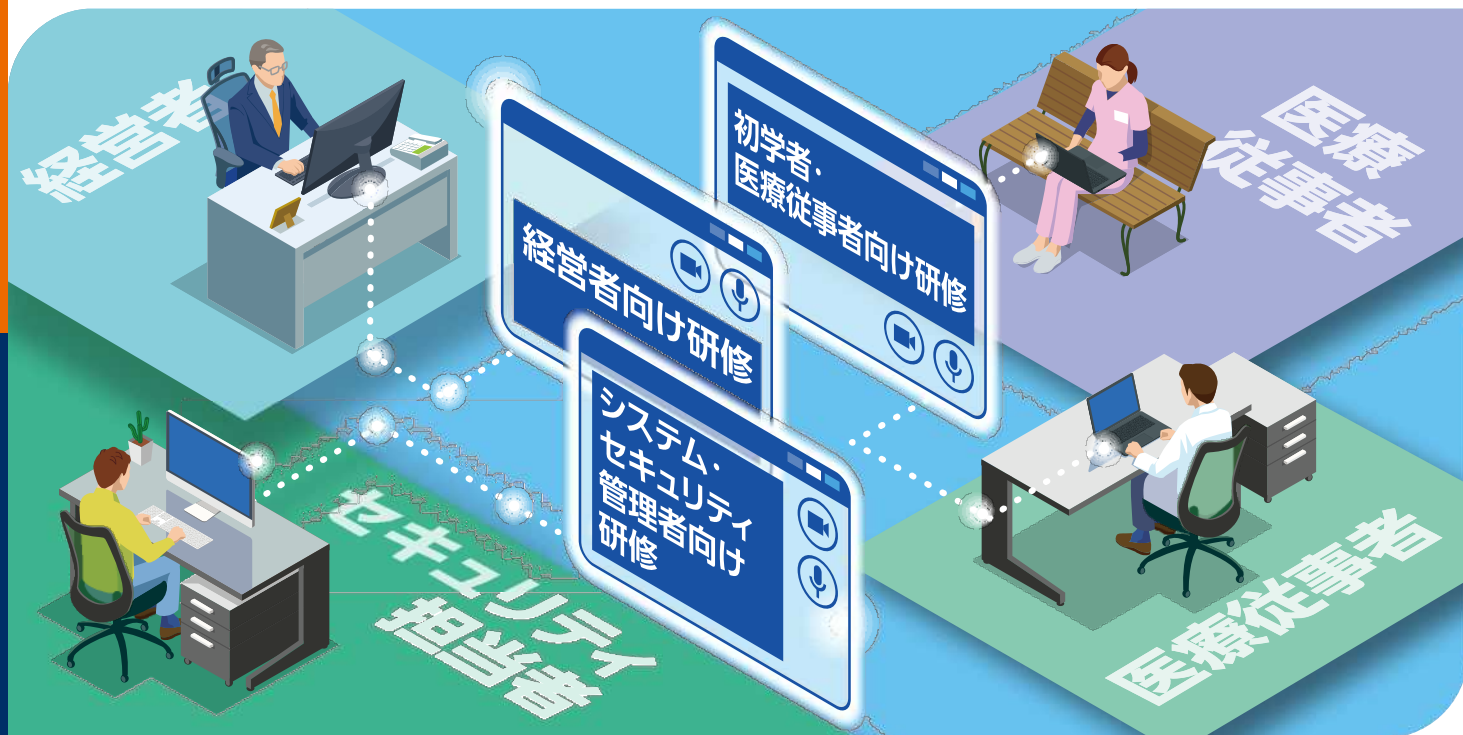 経営者
初学者・
医療従事者向け研修
医療
従事者
経営者向け研修
システム・
セキュリティ
管理者向け
研修
セキュリティ
担当者
医療従事者